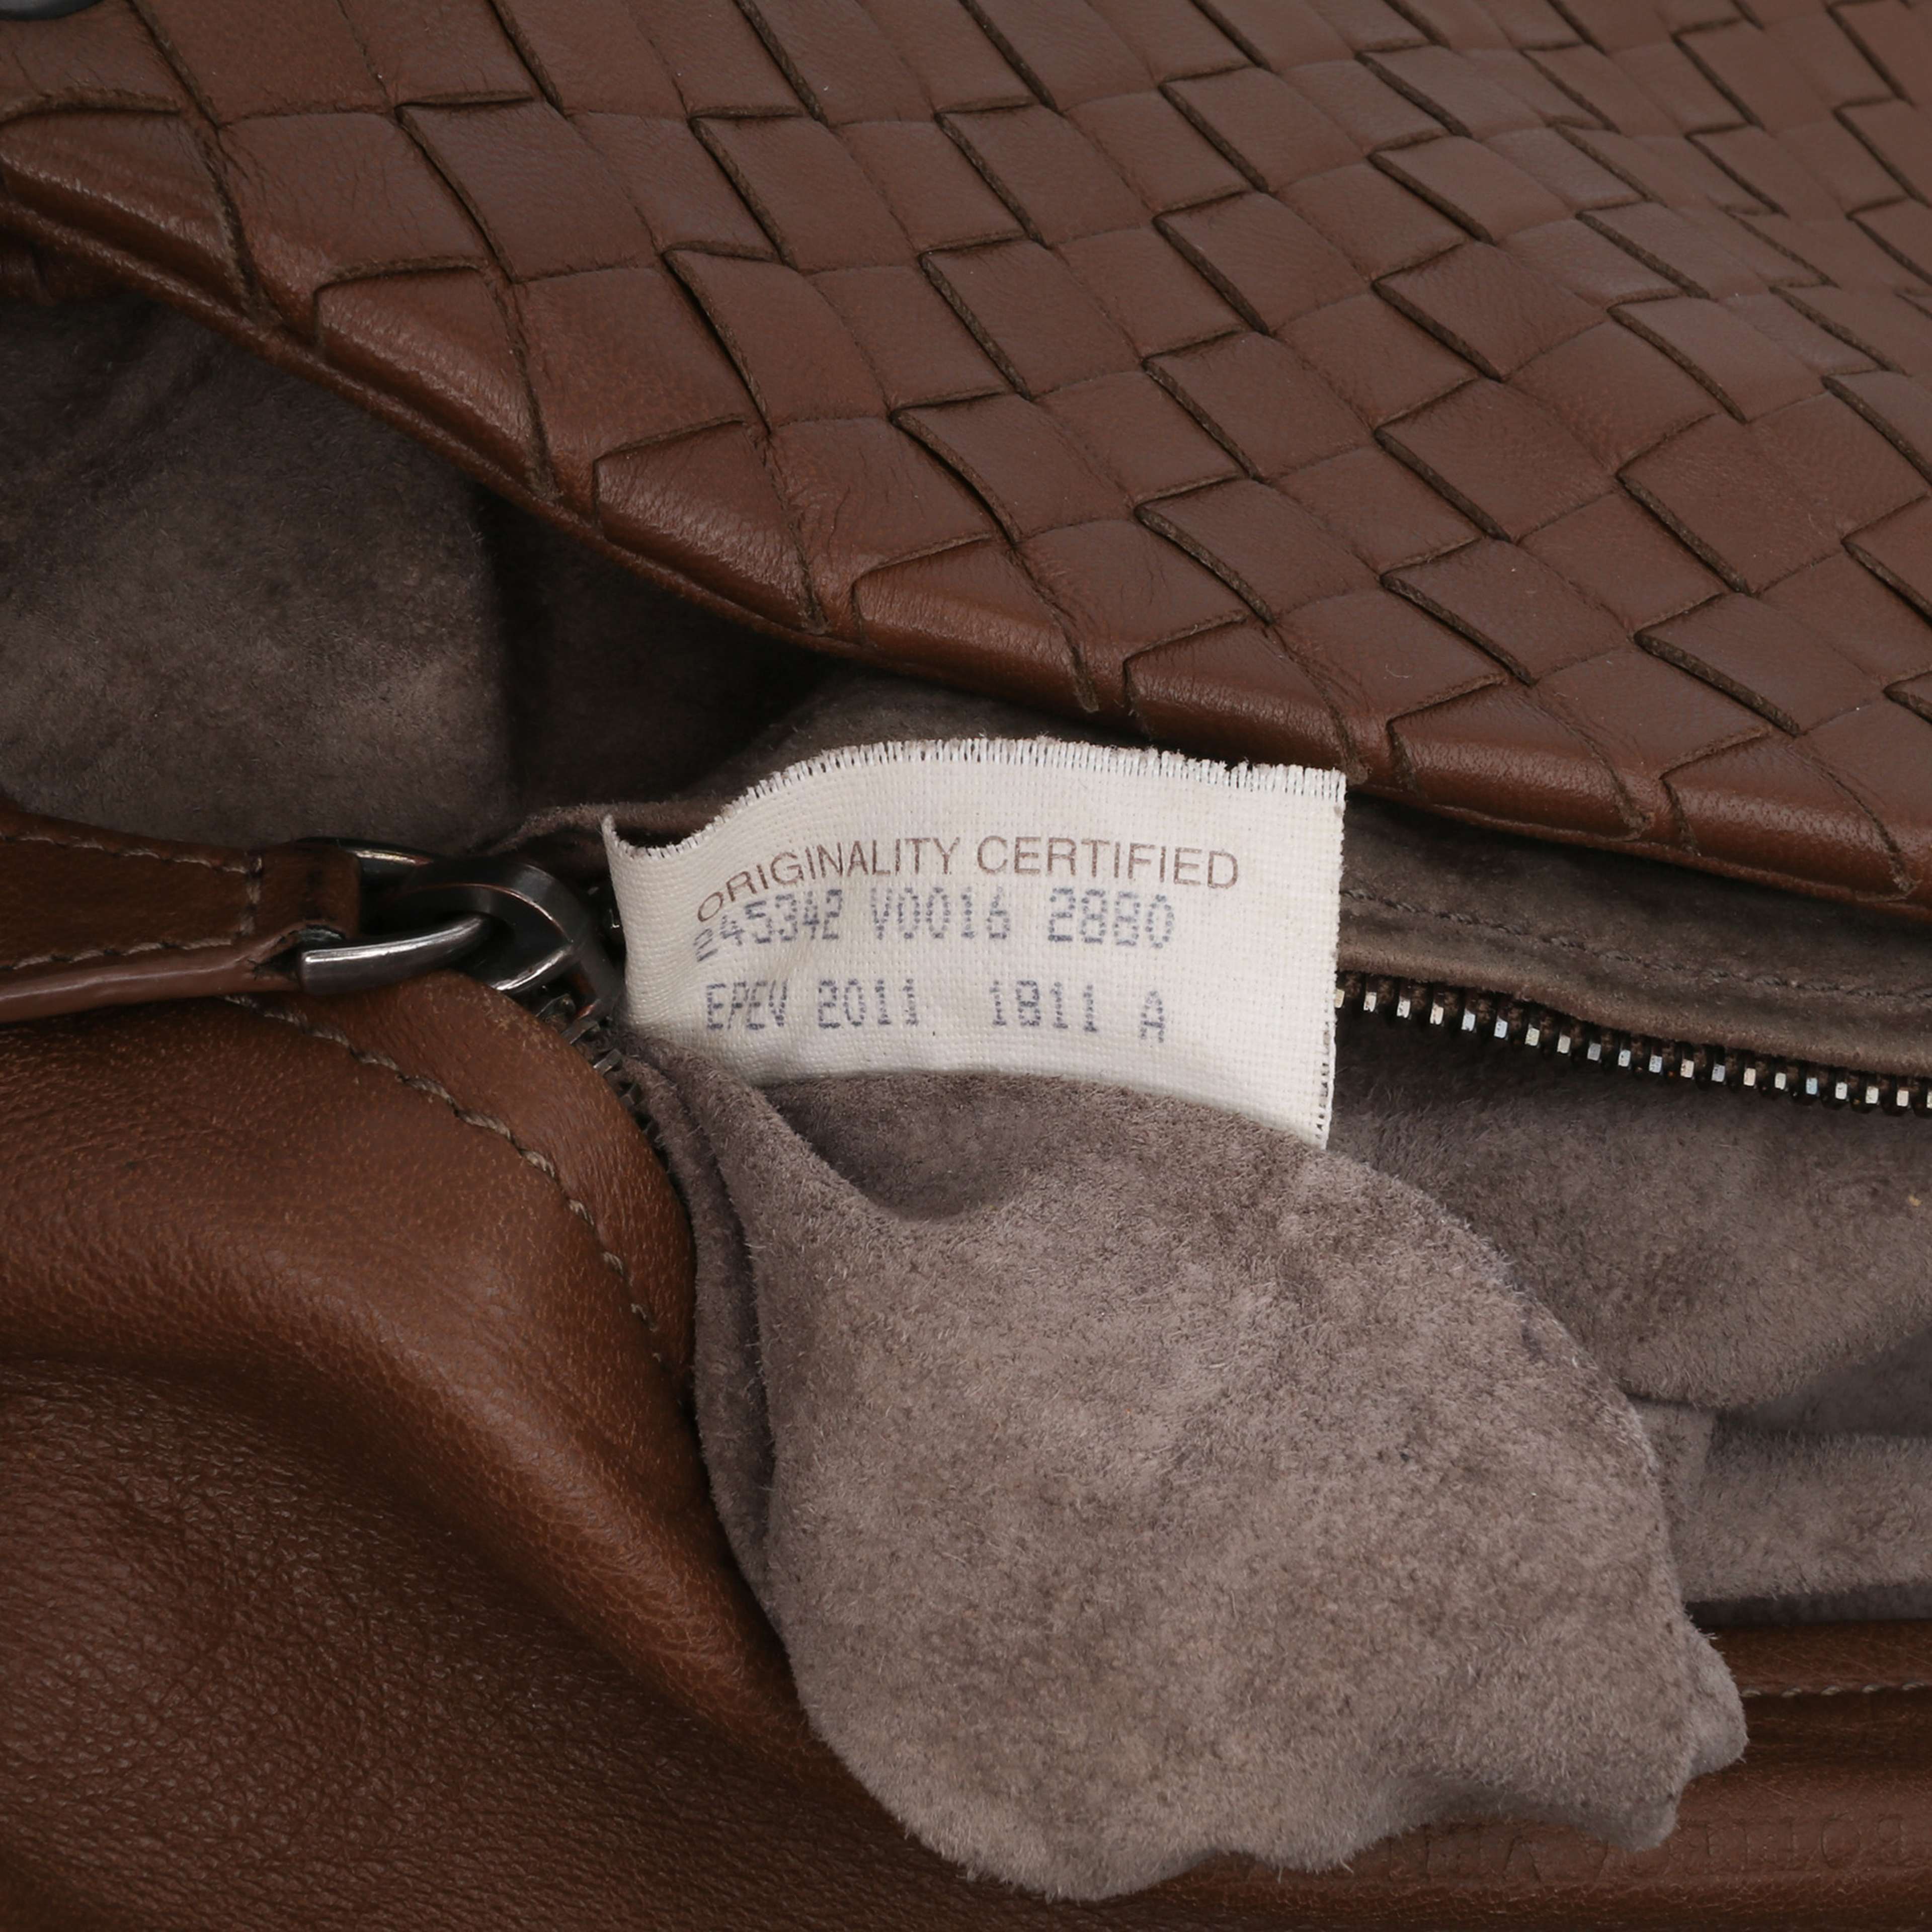 ORIGINALITY CERTIFIED
245342 V0016 2880
EPEV 2011 1811 A